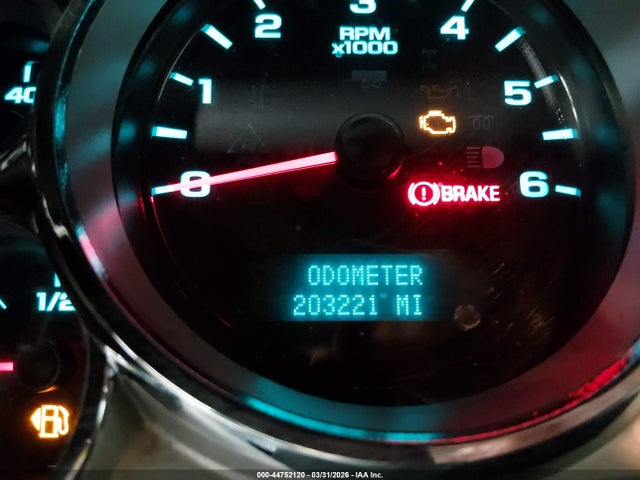 2 3 4
RPM
x1000
1 5
40
0 6
BRAKE
ODOMETER
203221 MI
1/2
000-44752120 - 03/31/2026 - IAA Inc.